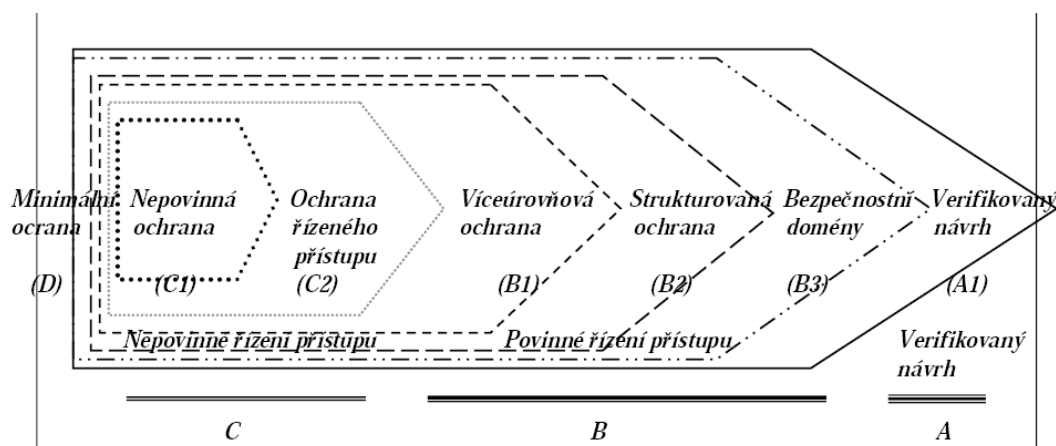 Minimální
ocrana
(D)
Nepovinná
ochrana
(C1)
Ochrana
řízeného
přístupu
(C2)
Víceúrovňová
ochrana
(B1)
Strukturovaná
ochrana
(B2)
Bezpečnostní
domény
(B3)
Verifikovaný
návrh
(A1)
Nepovinné řízení přístupu
Povinné řízení přístupu
Verifikovaný
návrh
C
B
A